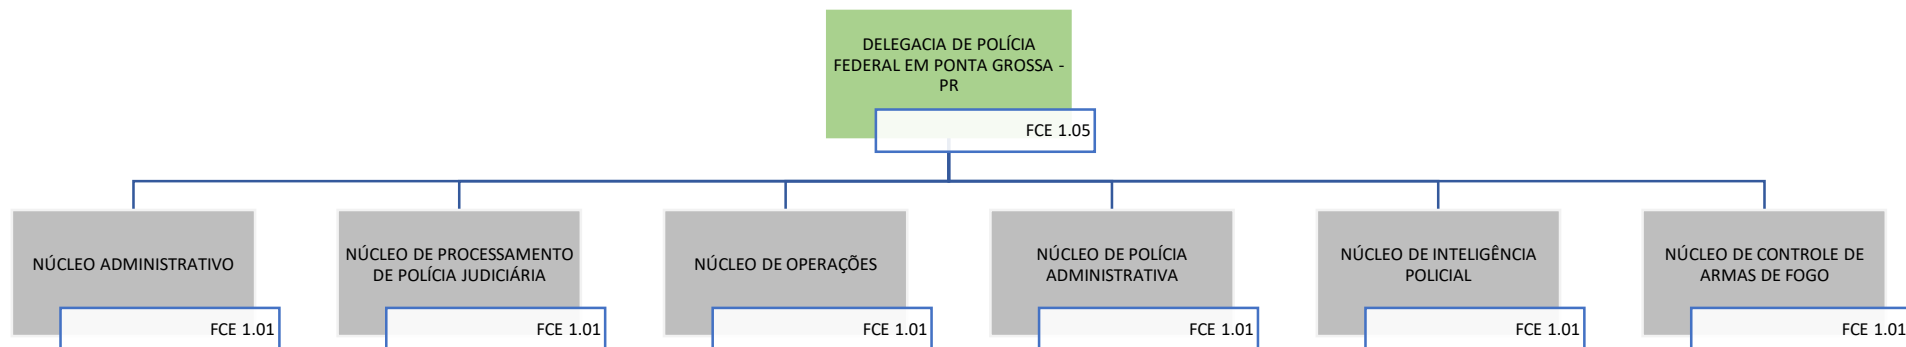 DELEGACIA DE POLÍCIA
FEDERAL EM PONTA GROSSA -
PR
FCE 1.05
NÚCLEO ADMINISTRATIVO
FCE 1.01
NÚCLEO DE PROCESSAMENTO
DE POLÍCIA JUDICIÁRIA
FCE 1.01
NÚCLEO DE OPERAÇÕES
FCE 1.01
NÚCLEO DE POLÍCIA
ADMINISTRATIVA
FCE 1.01
NÚCLEO DE INTELIGÊNCIA
POLICIAL
FCE 1.01
NÚCLEO DE CONTROLE DE
ARMAS DE FOGO
FCE 1.01